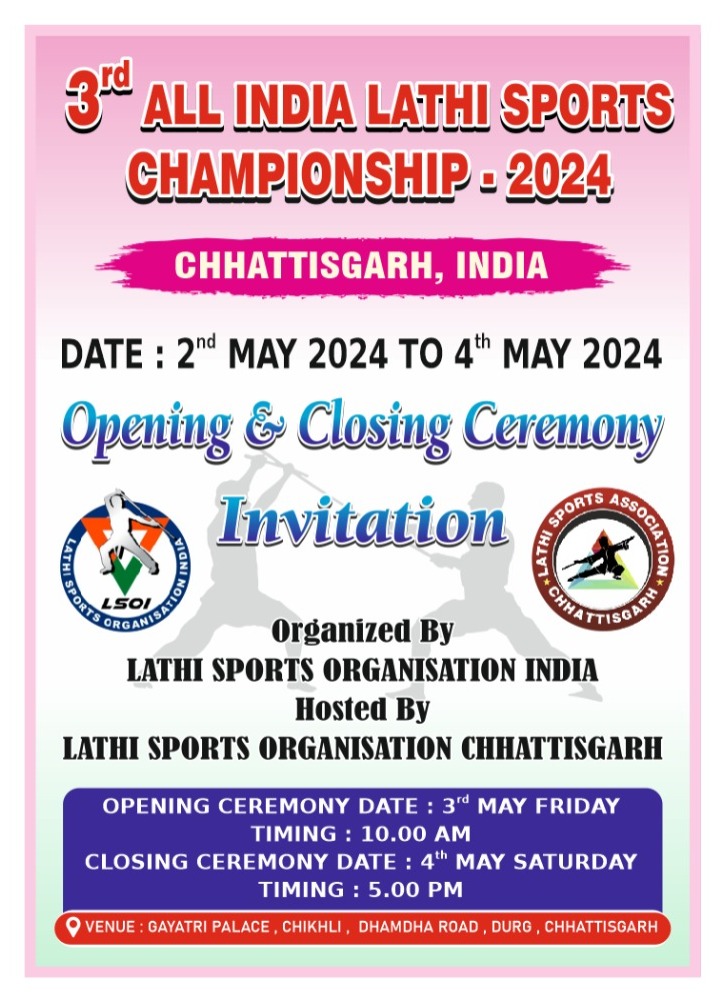 3rd ALL INDIA LATHI SPORTS
CHAMPIONSHIP - 2024
CHHATTISGARH, INDIA
DATE : 2nd MAY 2024 TO 4th MAY 2024
Opening & Closing Ceremony
Invitation
LATHI SPORTS ORGANISATION INDIA
LSOI
LATHI SPORTS ASSOCIATION
CHHATTISGARH
Organized By
LATHI SPORTS ORGANISATION INDIA
Hosted By
LATHI SPORTS ORGANISATION CHHATTISGARH
OPENING CEREMONY DATE : 3rd MAY FRIDAY
TIMING : 10.00 AM
CLOSING CEREMONY DATE : 4th MAY SATURDAY
TIMING : 5.00 PM
VENUE : GAYATRI PALACE , CHIKHLI , DHAMDHA ROAD , DURG , CHHATTISGARH